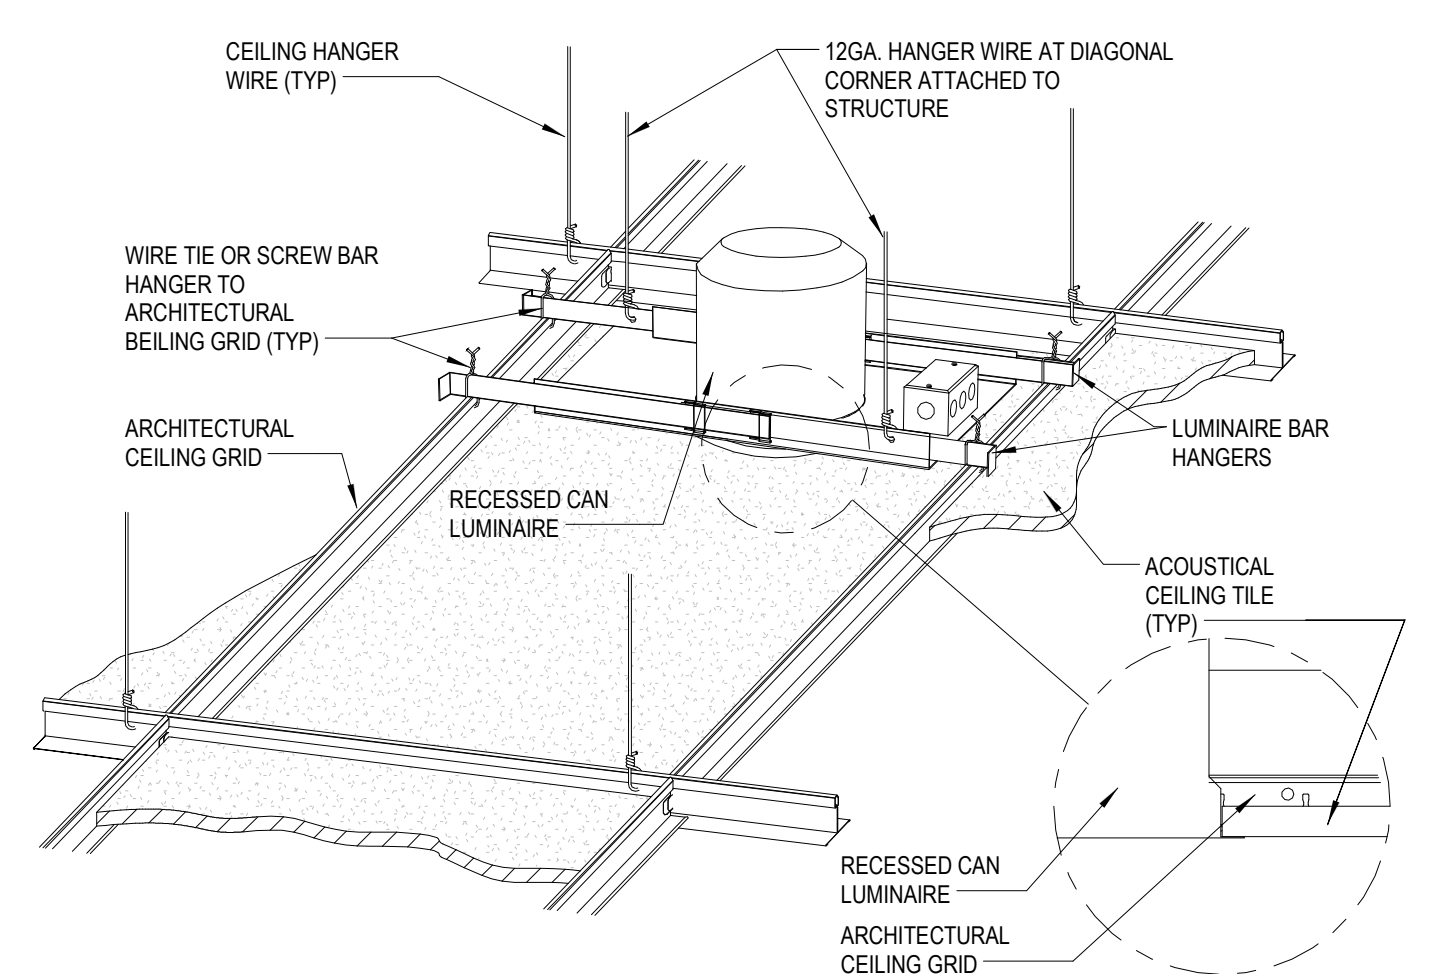 CEILING HANGER
WIRE (TYP)
12GA. HANGER WIRE AT DIAGONAL
CORNER ATTACHED TO
STRUCTURE
WIRE TIE OR SCREW BAR
HANGER TO
ARCHITECTURAL
BEILING GRID (TYP)
ARCHITECTURAL
CEILING GRID
RECESSED CAN
LUMINAIRE
LUMINAIRE BAR
HANGERS
ACOUSTICAL
CEILING TILE
(TYP)
RECESSED CAN
LUMINAIRE
ARCHITECTURAL
CEILING GRID